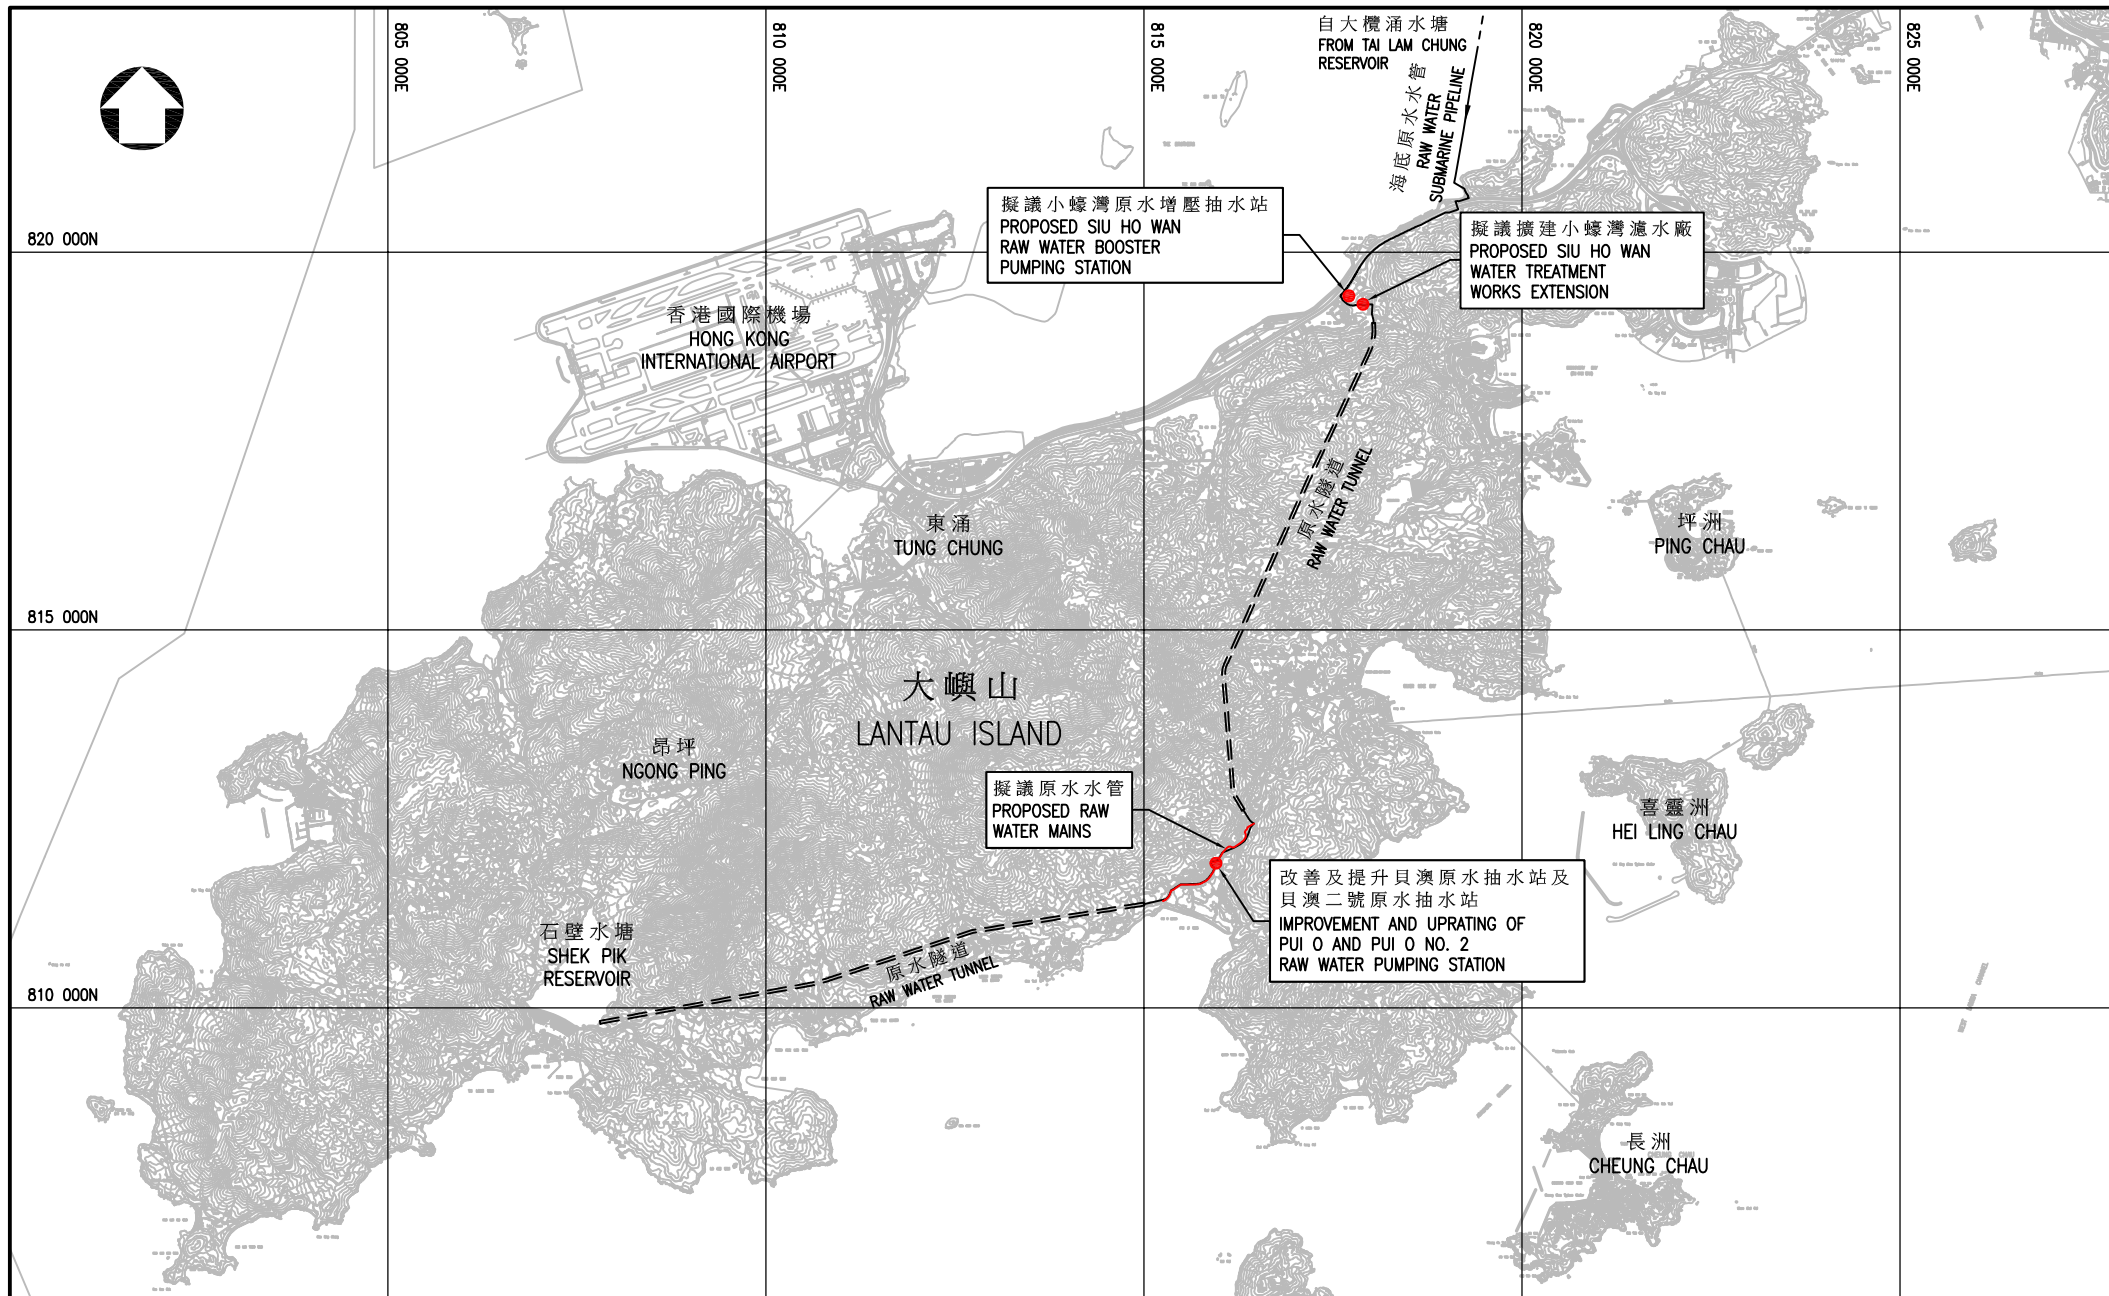 805 000E
810 000E
815 000E
820 000E
825 000E
自大欖涌水塘
FROM TAI LAM CHUNG
RESERVOIR
海底原水水管
RAW WATER
SUBMARINE PIPELINE
擬議小蠔灣原水增壓抽水站
PROPOSED SIU HO WAN
RAW WATER BOOSTER
PUMPING STATION
擬議擴建小蠔灣濾水廠
PROPOSED SIU HO WAN
WATER TREATMENT
WORKS EXTENSION
820 000N
香港國際機場
HONG KONG
INTERNATIONAL AIRPORT
原水隧道
RAW WATER TUNNEL
東涌
TUNG CHUNG
坪洲
PING CHAU
815 000N
大嶼山
LANTAU ISLAND
昂坪
NGONG PING
擬議原水水管
PROPOSED RAW
WATER MAINS
喜靈洲
HEI LING CHAU
改善及提升貝澳原水抽水站及
貝澳二號原水抽水站
IMPROVEMENT AND UPRATING OF
PUI O AND PUI O NO. 2
RAW WATER PUMPING STATION
石壁水塘
SHEK PIK
RESERVOIR
原水隧道
RAW WATER TUNNEL
810 000N
長洲
CHEUNG CHAU